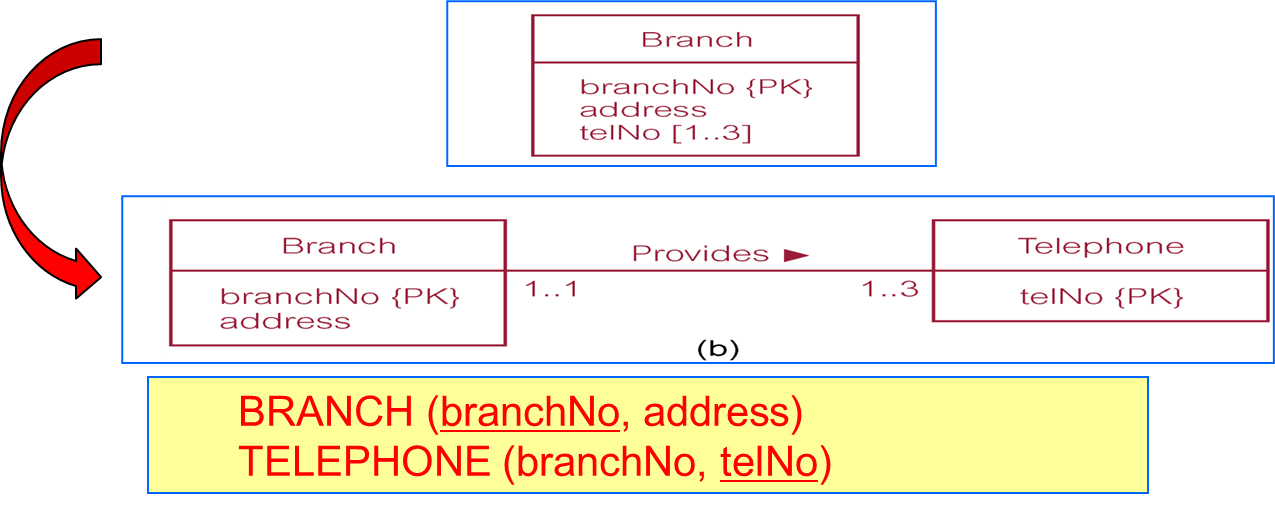 Branch
branchNo {PK}
address
telNo [1..3]
Branch
Provides ►
Telephone
branchNo {PK}
address
1..1
1..3
telNo {PK}
(b)
BRANCH (branchNo, address)
TELEPHONE (branchNo, telNo)